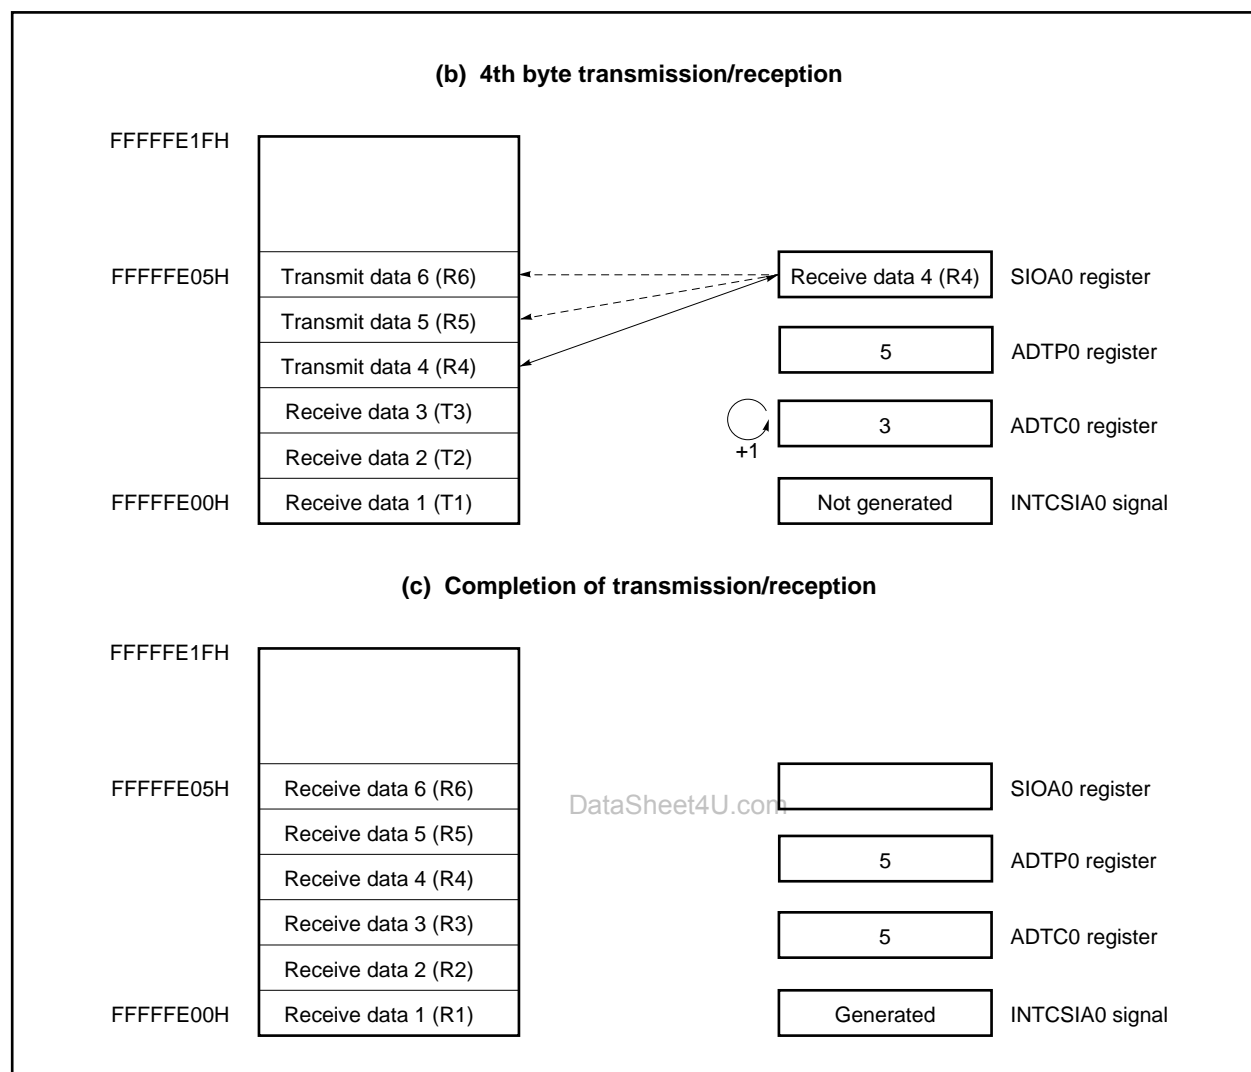 (b) 4th byte transmission/reception
FFFFFE1FH
FFFFFE05H
Transmit data 6 (R6)
Receive data 4 (R4)
SIOA0 register
Transmit data 5 (R5)
5
ADTP0 register
Transmit data 4 (R4)
Receive data 3 (T3)
3
ADTC0 register
+1
Receive data 2 (T2)
FFFFFE00H
Receive data 1 (T1)
Not generated
INTCSIA0 signal
(c) Completion of transmission/reception
FFFFFE1FH
FFFFFE05H
Receive data 6 (R6)
SIOA0 register
DataSheet4U.com
Receive data 5 (R5)
5
ADTP0 register
Receive data 4 (R4)
Receive data 3 (R3)
5
ADTC0 register
Receive data 2 (R2)
FFFFFE00H
Receive data 1 (R1)
Generated
INTCSIA0 signal